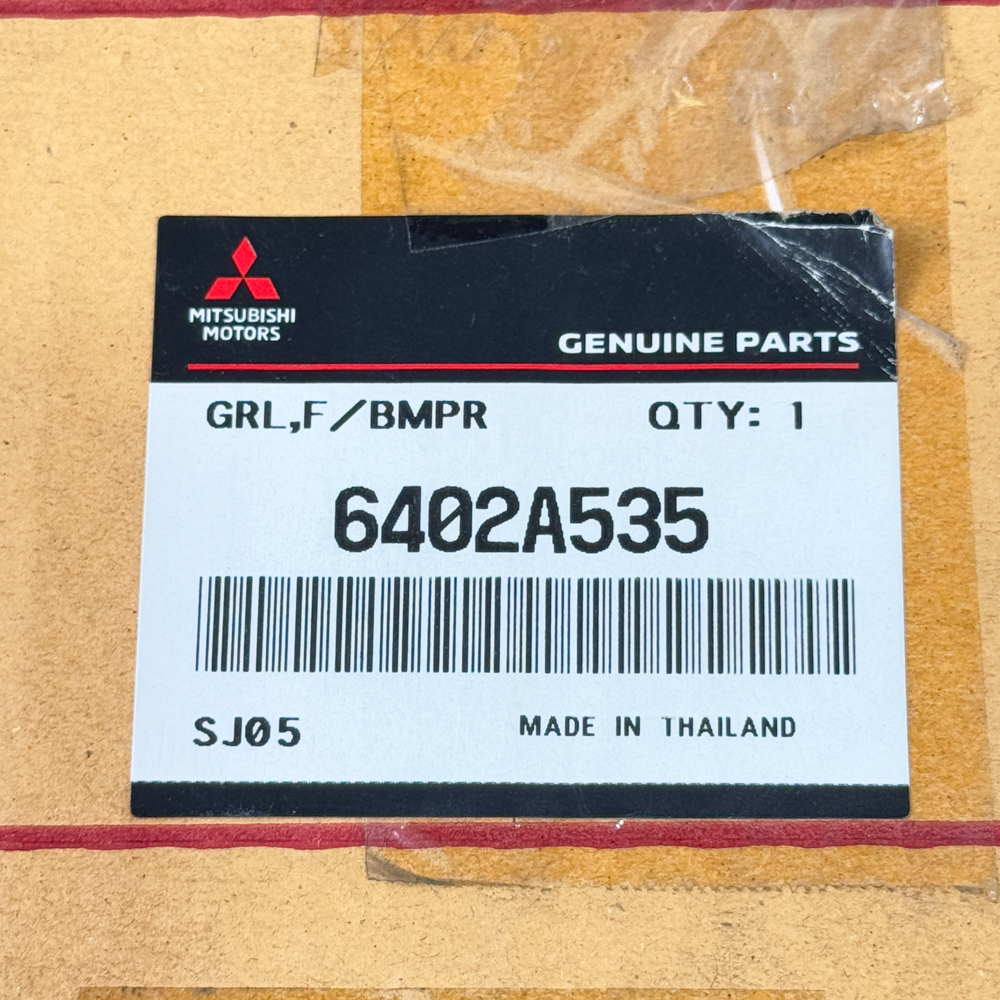 MITSUBISHI
MOTORS
GENUINE PARTS
GRL,F/BMPR QTY: 1
6402A535
SJ05 MADE IN THAILAND